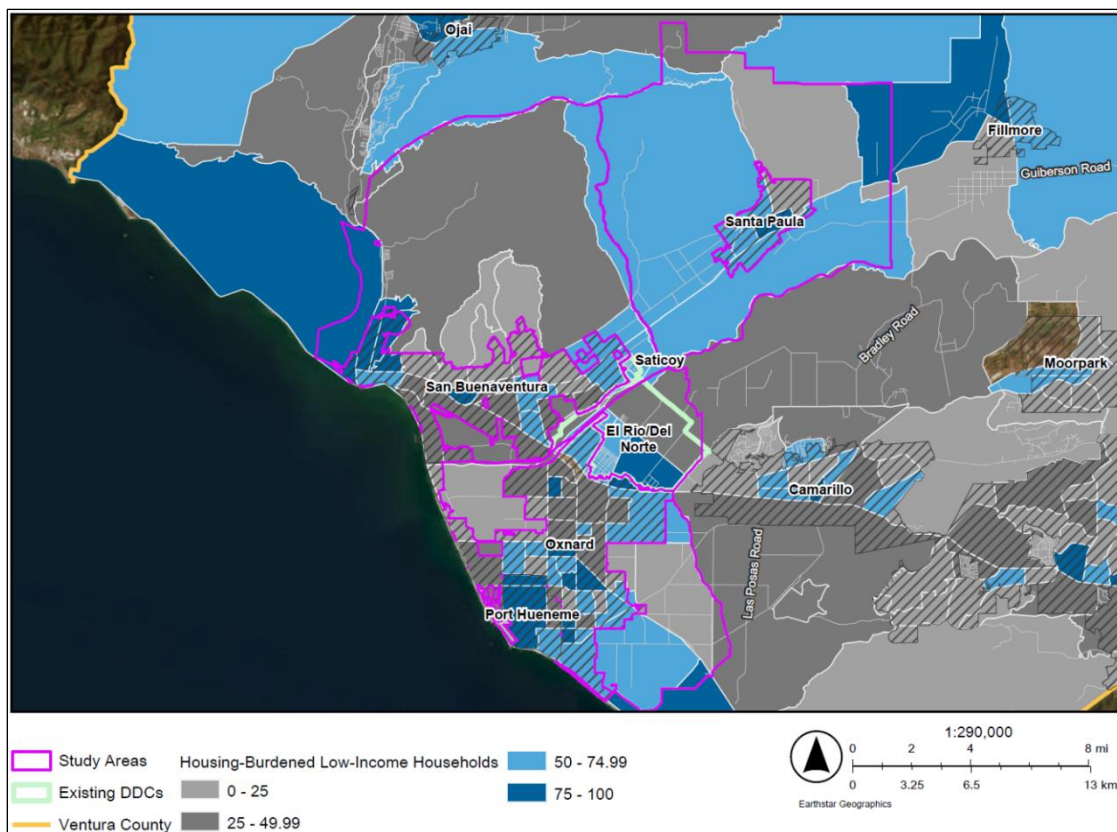 Ojai
Fillmore
Guiberson Road
Santa Paula
Bradley Road
Saticoy
Moorpark
San Buenaventura
El Rio/Del
Norte
Camarillo
Oxnard
Las Posas Road
Port Hueneme
Study Areas
Existing DDCs
Ventura County
Housing-Burdened Low-Income Households
0 - 25
25 - 49.99
50 - 74.99
75 - 100
1:290,000
0 2 4 8 mi
0 3.25 6.5 13 km
Earthstar Geographics